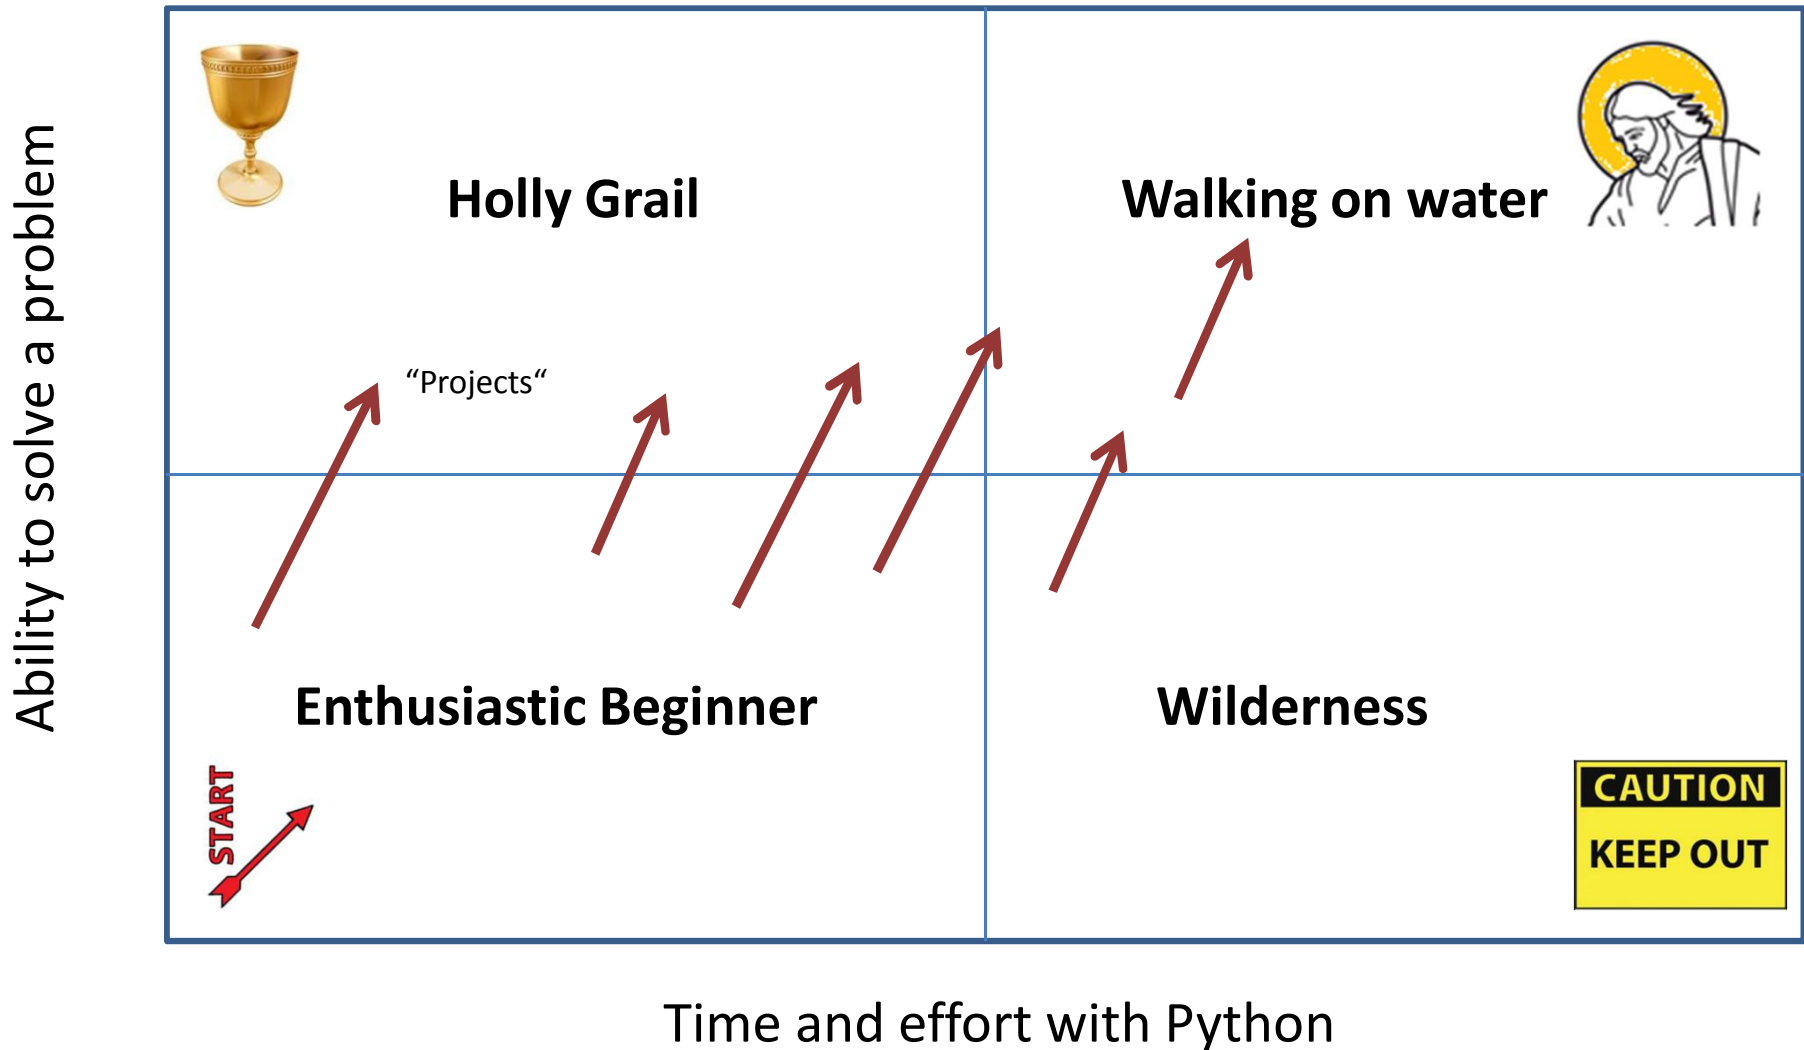 Ability to solve a problem
Holly Grail
Walking on water
“Projects“
Enthusiastic Beginner
Wilderness
START
CAUTION
KEEP OUT
Time and effort with Python